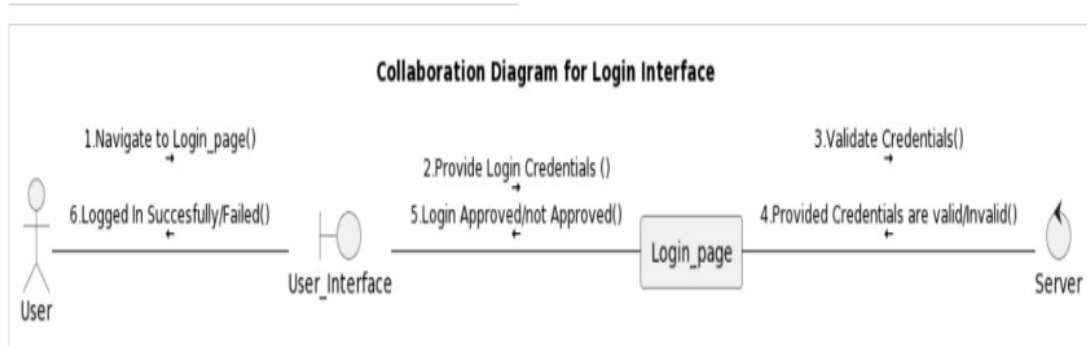 Collaboration Diagram for Login Interface
1.Navigate to Login_page()
3.Validate Credentials()
2.Provide Login Credentials ()
6.Logged In Succesfully/Failed()
5.Login Approved/not Approved()
4.Provided Credentials are valid/Invalid()
Login_page
User_Interface
Server
User